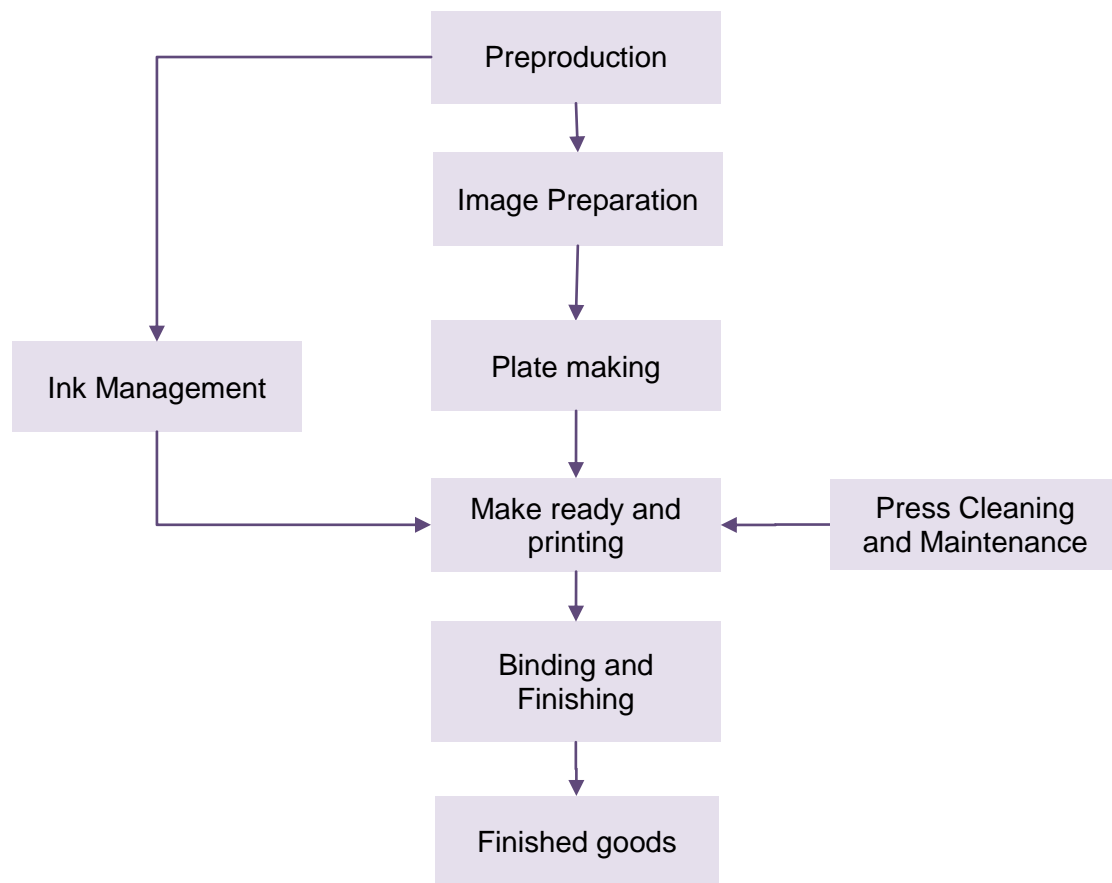 Preproduction
Image Preparation
Plate making
Ink Management
Make ready and
printing
Press Cleaning
and Maintenance
Binding and
Finishing
Finished goods